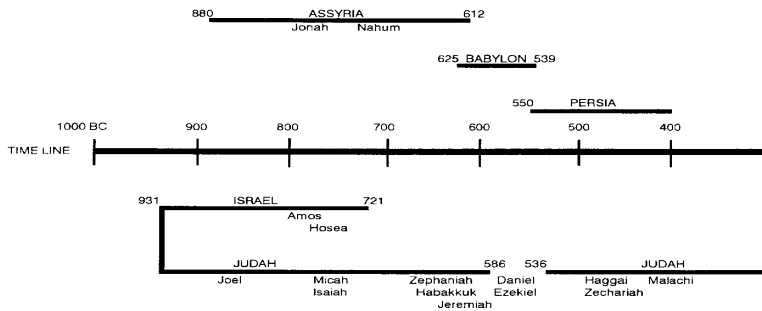 880 ASSYRIA 612
Jonah Nahum
625 BABYLON 539
550 PERSIA
1000 BC 900 800 700 600 500 400
TIME LINE
931 ISRAEL 721
Amos
Hosea
JUDAH 586 536 JUDAH
Joel Micah Zephaniah Daniel Haggai Malachi
Isaiah Habakkuk Ezekiel Zechariah
Jeremiah